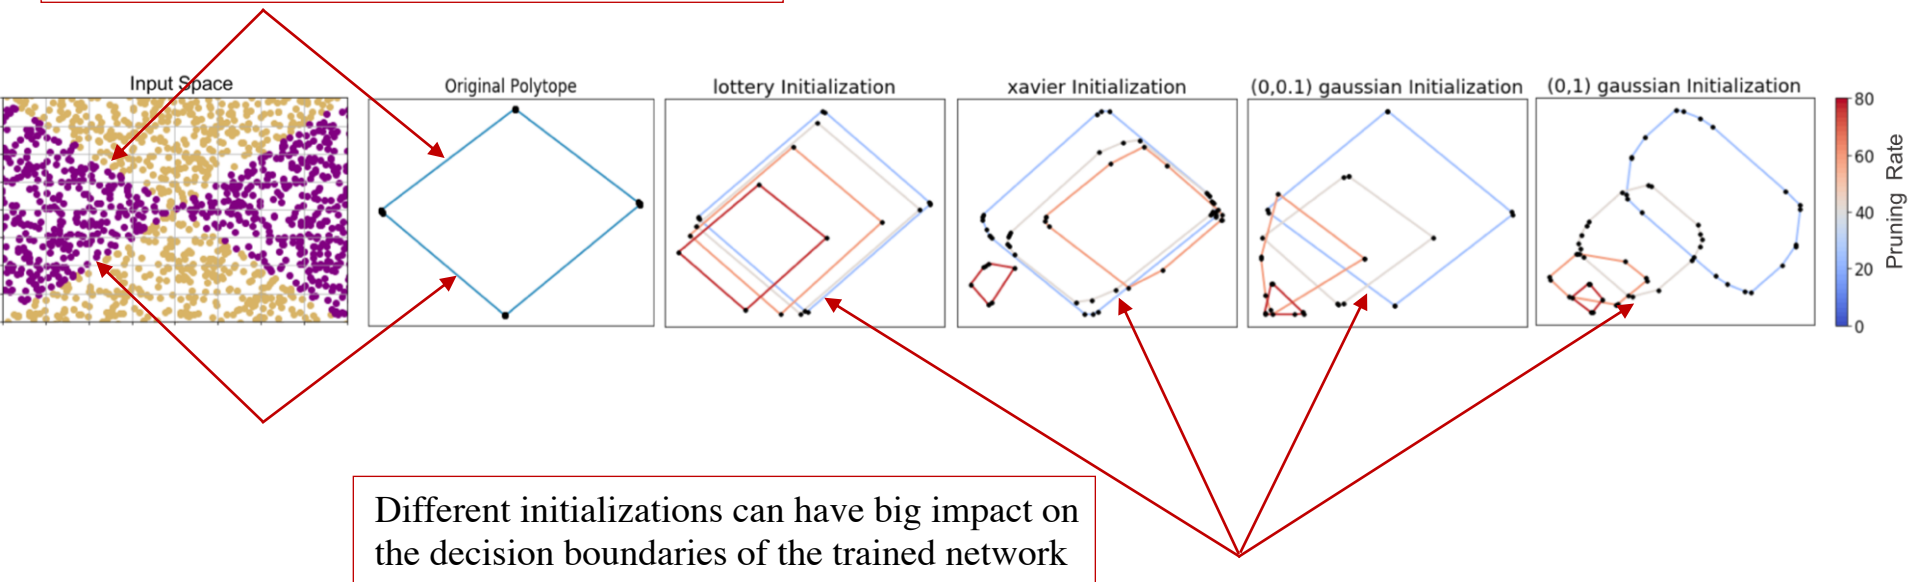 Input Space
Original Polytope
lottery Initialization
xavier Initialization
(0,0.1) gaussian Initialization
(0,1) gaussian Initialization
80
60
40
20
0
Pruning Rate
Different initializations can have big impact on
the decision boundaries of the trained network